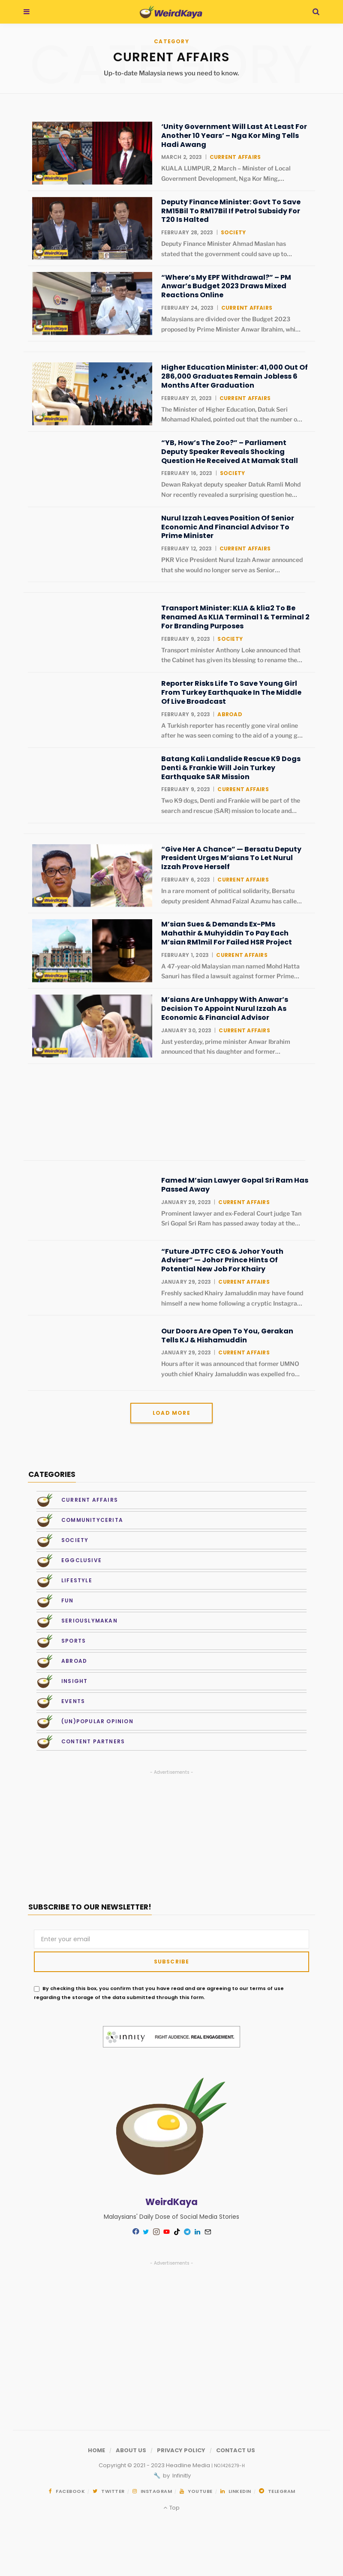 WeirdKaya
CATEGORY
CURRENT AFFAIRS
Up-to-date Malaysia news you need to know.
‘Unity Government Will Last At Least For
Another 10 Years’ – Nga Kor Ming Tells
Hadi Awang
MARCH 2, 2023 | CURRENT AFFAIRS
KUALA LUMPUR, 2 March – Minister of Local
Government Development, Nga Kor Ming,…
Deputy Finance Minister: Govt To Save
RM15Bil To RM17Bil If Petrol Subsidy For
T20 Is Halted
FEBRUARY 28, 2023 | SOCIETY
Deputy Finance Minister Ahmad Maslan has
stated that the government could save up to…
“Where’s My EPF Withdrawal?” – PM
Anwar’s Budget 2023 Draws Mixed
Reactions Online
FEBRUARY 24, 2023 | CURRENT AFFAIRS
Malaysians are divided over the Budget 2023
proposed by Prime Minister Anwar Ibrahim, whi…
Higher Education Minister: 41,000 Out Of
286,000 Graduates Remain Jobless 6
Months After Graduation
FEBRUARY 21, 2023 | CURRENT AFFAIRS
The Minister of Higher Education, Datuk Seri
Mohamad Khaled, pointed out that the number o…
“YB, How’s The Zoo?” – Parliament
Deputy Speaker Reveals Shocking
Question He Received At Mamak Stall
FEBRUARY 18, 2023 | SOCIETY
Dewan Rakyat deputy speaker Datuk Ramli Mohd
Nor recently revealed a surprising question he…
Nurul Izzah Leaves Position Of Senior
Economic And Financial Advisor To
Prime Minister
FEBRUARY 12, 2023 | CURRENT AFFAIRS
PKR Vice President Nurul Izzah Anwar announced
that she would no longer serve as Senior…
Transport Minister: KLIA & klia2 To Be
Renamed As KLIA Terminal 1 & Terminal 2
For Branding Purposes
FEBRUARY 9, 2023 | SOCIETY
Transport minister Anthony Loke announced that
the Cabinet has given its blessing to rename the…
Reporter Risks Life To Save Young Girl
From Turkey Earthquake In The Middle
Of Live Broadcast
FEBRUARY 9, 2023 | ABROAD
A Turkish reporter has recently gone viral online
after he was seen coming to the aid of a young g…
Batang Kali Landslide Rescue K9 Dogs
Denti & Frankie Will Join Turkey
Earthquake SAR Mission
FEBRUARY 9, 2023 | CURRENT AFFAIRS
Two K9 dogs, Denti and Frankie will be part of the
search and rescue (SAR) mission to locate and…
“Give Her A Chance” — Bersatu Deputy
President Urges M’sians To Let Nurul
Izzah Prove Herself
FEBRUARY 6, 2023 | CURRENT AFFAIRS
In a rare moment of political solidarity, Bersatu
deputy president Ahmad Faizal Azumu has calle…
M’sian Sues & Demands Ex-PMs
Mahathir & Muhyiddin To Pay Each
M’sian RM1mil For Failed HSR Project
FEBRUARY 1, 2023 | CURRENT AFFAIRS
A 47-year-old Malaysian man named Mohd Hatta
Sanuri has filed a lawsuit against former Prime…
M’sians Are Unhappy With Anwar’s
Decision To Appoint Nurul Izzah As
Economic & Financial Advisor
JANUARY 30, 2023 | CURRENT AFFAIRS
Just yesterday, prime minister Anwar Ibrahim
announced that his daughter and former…
Famed M’sian Lawyer Gopal Sri Ram Has
Passed Away
JANUARY 29, 2023 | CURRENT AFFAIRS
Prominent lawyer and ex-Federal Court judge Tan
Sri Gopal Sri Ram has passed away today at the…
“Future JDTFC CEO & Johor Youth
Adviser” — Johor Prince Hints Of
Potential New Job For Khairy
JANUARY 29, 2023 | CURRENT AFFAIRS
Freshly sacked Khairy Jamaluddin may have found
himself a new home following a cryptic Instagra…
Our Doors Are Open To You, Gerakan
Tells KJ & Hishamuddin
JANUARY 29, 2023 | CURRENT AFFAIRS
Hours after it was announced that former UMNO
youth chief Khairy Jamaluddin was expelled fro…
LOAD MORE
CATEGORIES
CURRENT AFFAIRS
COMMUNITYCERITA
SOCIETY
EGGCLUSIVE
LIFESTYLE
FUN
SERIOUSLYMAKAN
SPORTS
ABROAD
INSIGHT
EVENTS
(UN)POPULAR OPINION
CONTENT PARTNERS
- Advertisements -
SUBSCRIBE TO OUR NEWSLETTER!
Enter your email
SUBSCRIBE
By checking this box, you confirm that you have read and are agreeing to our terms of use
regarding the storage of the data submitted through this form.
innity RIGHT AUDIENCE. REAL ENGAGEMENT.
WeirdKaya
Malaysians' Daily Dose of Social Media Stories
- Advertisements -
HOME / ABOUT US / PRIVACY POLICY / CONTACT US
Copyright © 2021 - 2023 Headline Media
by Infinity
FACEBOOK TWITTER INSTAGRAM YOUTUBE LINKEDIN TELEGRAM
Top